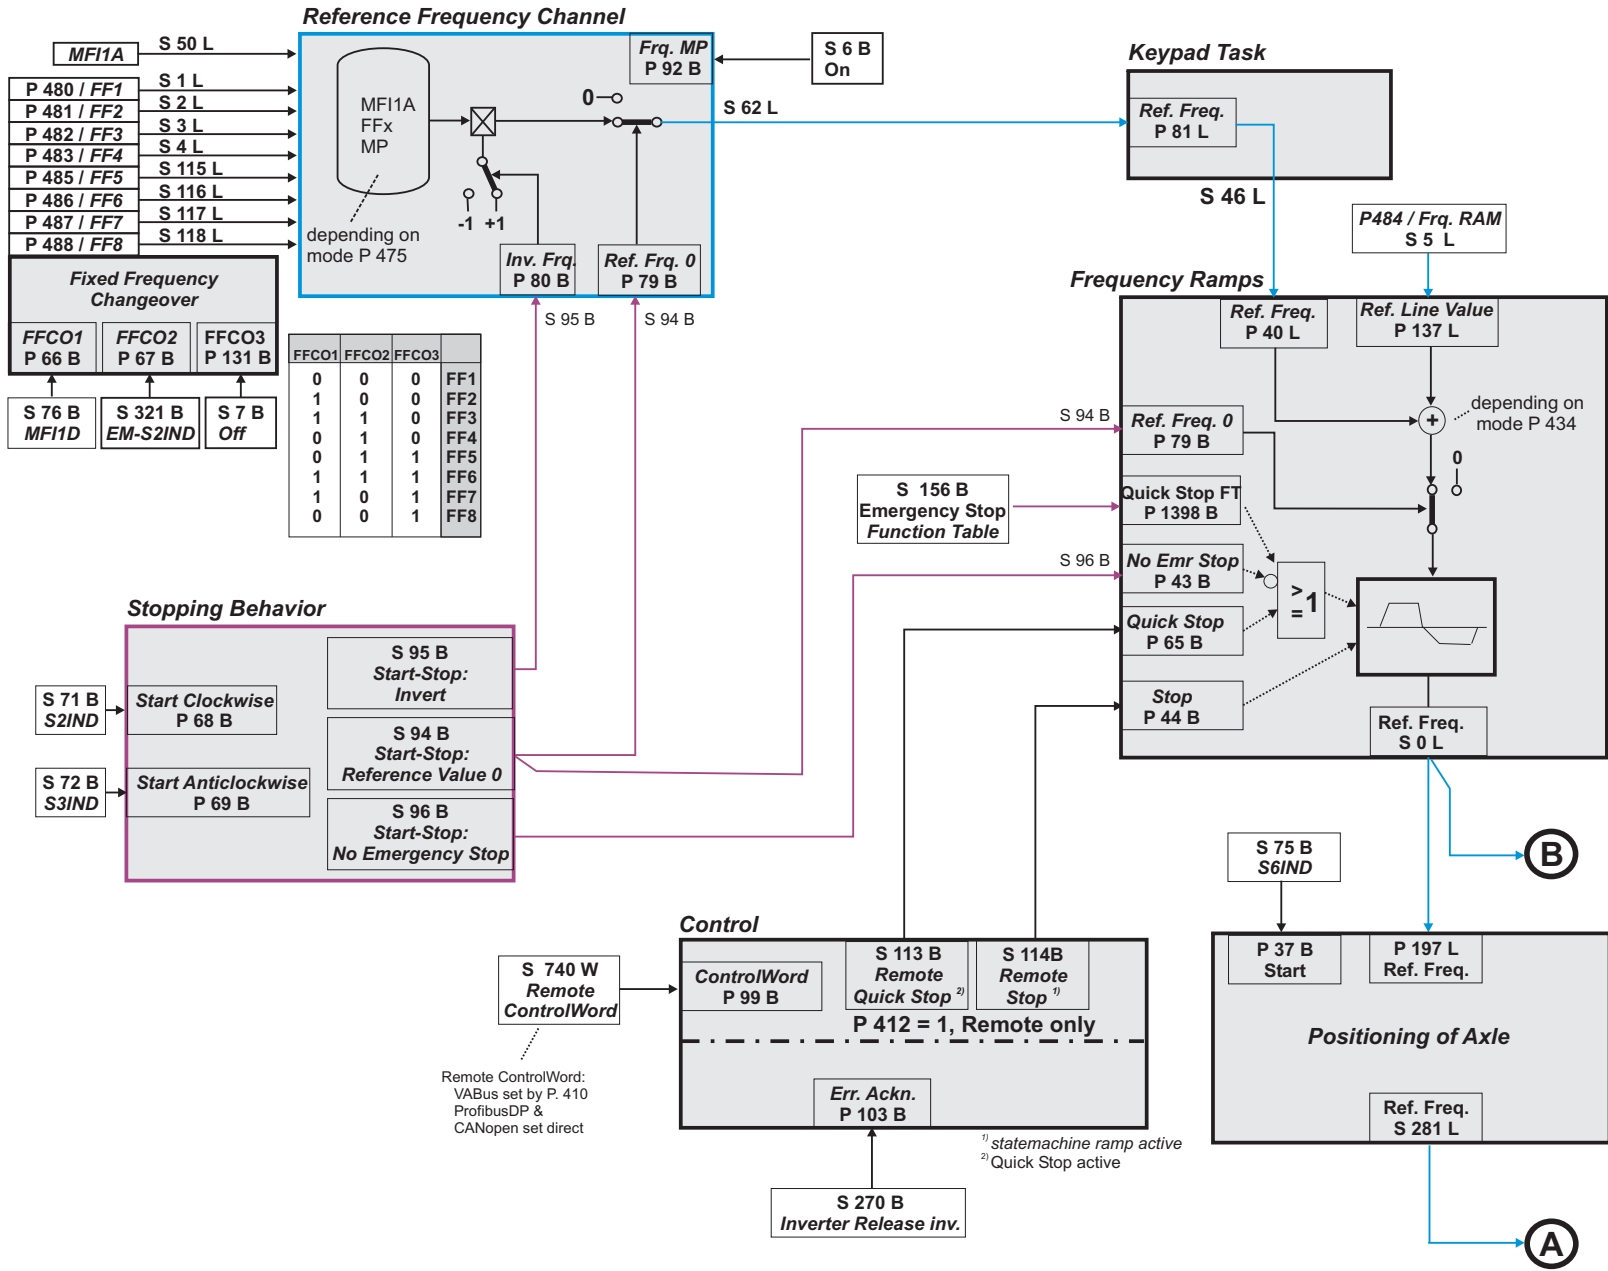 Reference Frequency Channel
MFI1A
S 50 L
P 480 / FF1
S 1 L
P 481 / FF2
S 2 L
P 482 / FF3
S 3 L
P 483 / FF4
S 4 L
P 485 / FF5
S 115 L
P 486 / FF6
S 116 L
P 487 / FF7
S 117 L
P 488 / FF8
S 118 L
Fixed Frequency
Changeover
FFCO1
P 66 B
FFCO2
P 67 B
FFCO3
P 131 B
S 76 B
MFI1D
S 321 B
EM-S2IND
S 7 B
Off
MFI1A
FFx
MP
depending on
mode P 475
-1 +1
0
Frq. MP
P 92 B
S 6 B
On
S 62 L
Inv. Frq.
P 80 B
Ref. Frq. 0
P 79 B
S 95 B
S 94 B
FFCO1 FFCO2 FFCO3
0 0 0 FF1
1 0 0 FF2
1 1 0 FF3
0 1 0 FF4
0 1 1 FF5
1 1 1 FF6
1 0 1 FF7
0 0 1 FF8
Keypad Task
Ref. Freq.
P 81 L
S 46 L
P484 / Frq. RAM
S 5 L
Frequency Ramps
Ref. Freq.
P 40 L
Ref. Line Value
P 137 L
+
depending on
mode P 434
0
S 94 B
Ref. Freq. 0
P 79 B
S 156 B
Emergency Stop
Function Table
Quick Stop FT
P 1398 B
S 96 B
No Emr Stop
P 43 B
Quick Stop
P 65 B
> = 1
Stop
P 44 B
Ref. Freq.
S 0 L
Stopping Behavior
S 71 B
S2IND
Start Clockwise
P 68 B
S 72 B
S3IND
Start Anticlockwise
P 69 B
S 95 B
Start-Stop:
Invert
S 94 B
Start-Stop:
Reference Value 0
S 96 B
Start-Stop:
No Emergency Stop
B
S 75 B
S6IND
P 37 B
Start
P 197 L
Ref. Freq.
Positioning of Axle
Ref. Freq.
S 281 L
A
Control
S 740 W
Remote
ControlWord
ControlWord
P 99 B
S 113 B
Remote
Quick Stop 2)
S 114B
Remote
Stop 1)
P 412 = 1, Remote only
Remote ControlWord:
VABus set by P. 410
ProfibusDP &
CANopen set direct
Err. Ackn.
P 103 B
1) statemachine ramp active
2) Quick Stop active
S 270 B
Inverter Release inv.